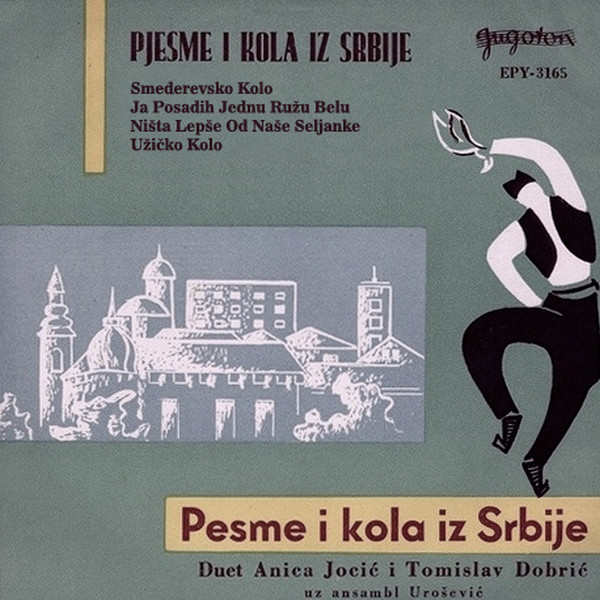 PJESME I KOLA IZ SRBIJE
Jugoton
EPY-3165
Smederevsko Kolo
Ja Posadih Jednu Ružu Belu
Ništa Lepše Od Naše Seljanke
Užičko Kolo
Pesme i kola iz Srbije
Duet Anica Jocić i Tomislav Dobrić
uz ansambl Urošević